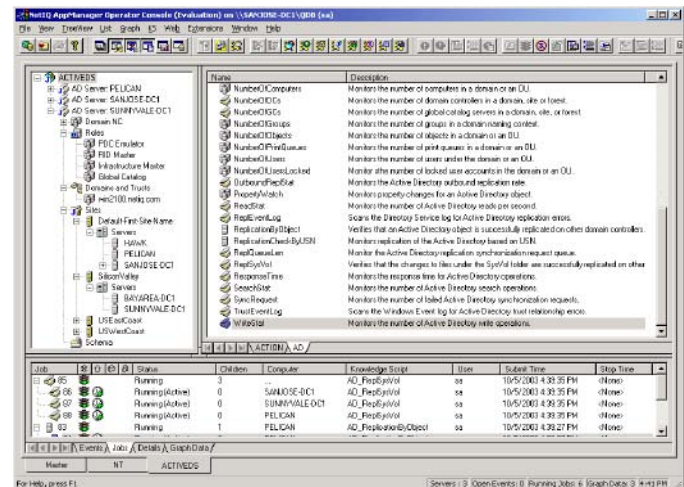 NetIQ AppManager Operator Console (Evaluation) on \\SANJOSE-DC1\QDB (sa)
File View TreeView List Graph KS Web Extensions Window Help
ACTIVEDS
AD Server: PELICAN
AD Server: SANJOSE-DC1
AD Server: SUNNYVALE-DC1
Domain NC
Roles
PDC Emulator
RID Master
Infrastructure Master
Global Catalog
Domains and Trusts
win2100.netiq.com
Sites
Default-First-Site-Name
Servers
HAWK
PELICAN
SANJOSE-DC1
SiliconValley
Servers
BAYAREA-DC1
SUNNYVALE-DC1
USEastCoast
USWestCoast
Schema
Name Description
NumberOfComputers Monitors the number of computers in a domain or an OU.
NumberOfDCs Monitors the number of domain controllers in a domain, site or forest.
NumberOfGCs Monitors the number of global catalog servers in a domain, site, or forest.
NumberOfGroups Monitors the number of groups in a domain naming context.
NumberOfObjects Monitors the number of objects in a domain or an OU.
NumberOfPrintQueues Monitors the number of print queues in a domain or an OU.
NumberOfUsers Monitors the number of users under the domain or an OU.
NumberOfUsersLocked Monitors the number of locked user accounts in the domain or an OU.
OutboundReplStat Monitors the Active Directory outbound replication rate.
PropertyWatch Monitors property changes for an Active Directory object.
ReadStat Monitors the number of Active Directory reads per second.
ReplEventLog Scans the Directory Service log for Active Directory replication errors.
ReplicationByObject Verifies that an Active Directory object is successfully replicated on other domain controllers.
ReplicationCheckByUSN Monitors replication of the Active Directory based on USN.
ReplQueueLen Monitor the Active Directory replication synchronization request queue.
ReplSysVol Verifies that the changes to files under the SysVol folder are successfully replicated on other
ResponseTime Monitors the response time for Active Directory operations.
SearchStat Monitors the number of Active Directory search operations.
SyncRequest Monitors the number of failed Active Directory synchronization requests.
TrustEventLog Scans the Windows Event log for Active Directory trust relationship errors.
WriteStat Monitors the number of Active Directory write operations.
ACTION AD
Job Status Children Computer Knowledge Script User Submit Time Stop Time
85 Running 3 ... AD_ReplSysVol sa 10/5/2003 4:39:35 PM <None>
86 Running (Active) 0 SANJOSE-DC1 AD_ReplSysVol sa 10/5/2003 4:39:35 PM <None>
87 Running (Active) 0 SUNNYVALE-DC1 AD_ReplSysVol sa 10/5/2003 4:39:35 PM <None>
88 Running (Active) 0 PELICAN AD_ReplSysVol sa 10/5/2003 4:39:35 PM <None>
83 Running 1 PELICAN AD_ReplicationByObject sa 10/5/2003 4:39:27 PM <None>
Events Jobs Details Graph Data
Master NT ACTIVEDS
For Help, press F1 Servers : 3 Open Events: 0 Running Jobs: 6 Graph Data: 3 4:41 PM